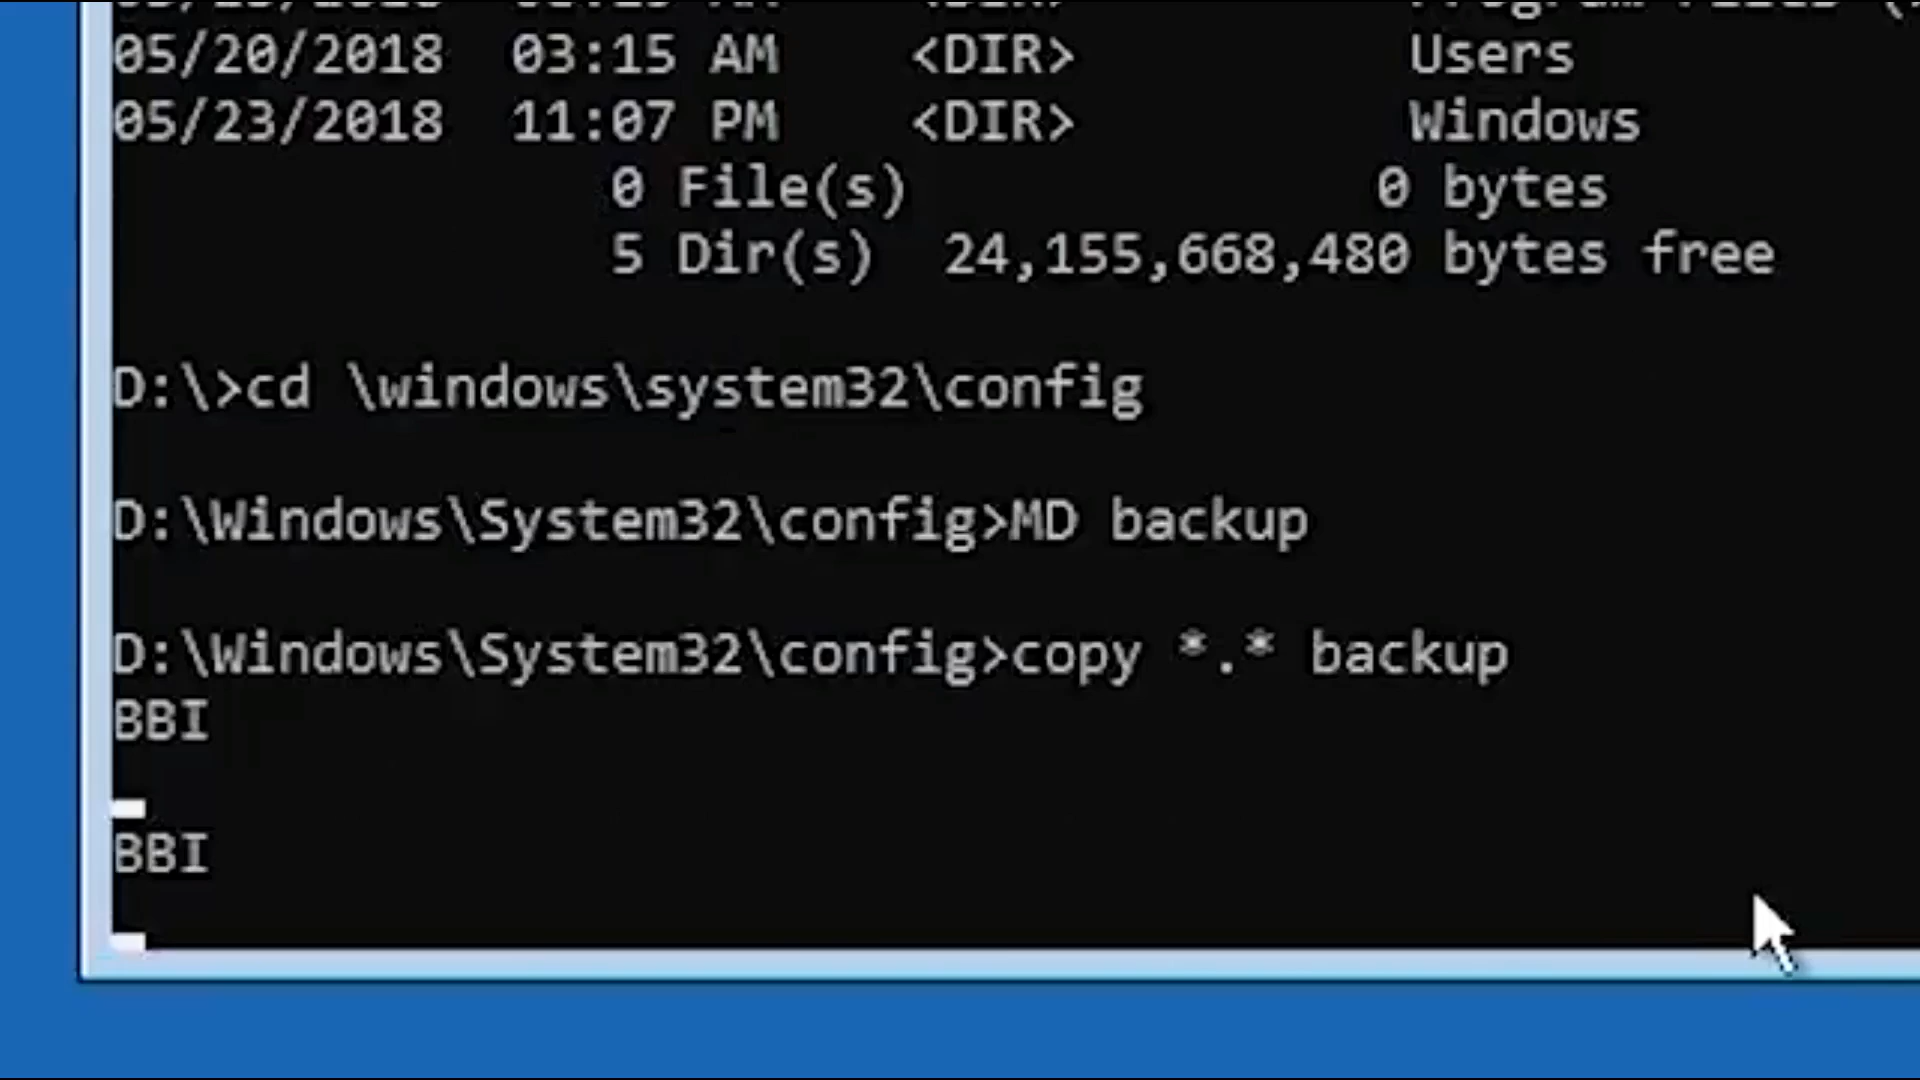 05/20/2018 03:15 AM <DIR> Users
05/23/2018 11:07 PM <DIR> Windows
0 File(s) 0 bytes
5 Dir(s) 24,155,668,480 bytes free
D:\>cd \windows\system32\config
D:\Windows\System32\config>MD backup
D:\Windows\System32\config>copy *.* backup
BBI
BBI